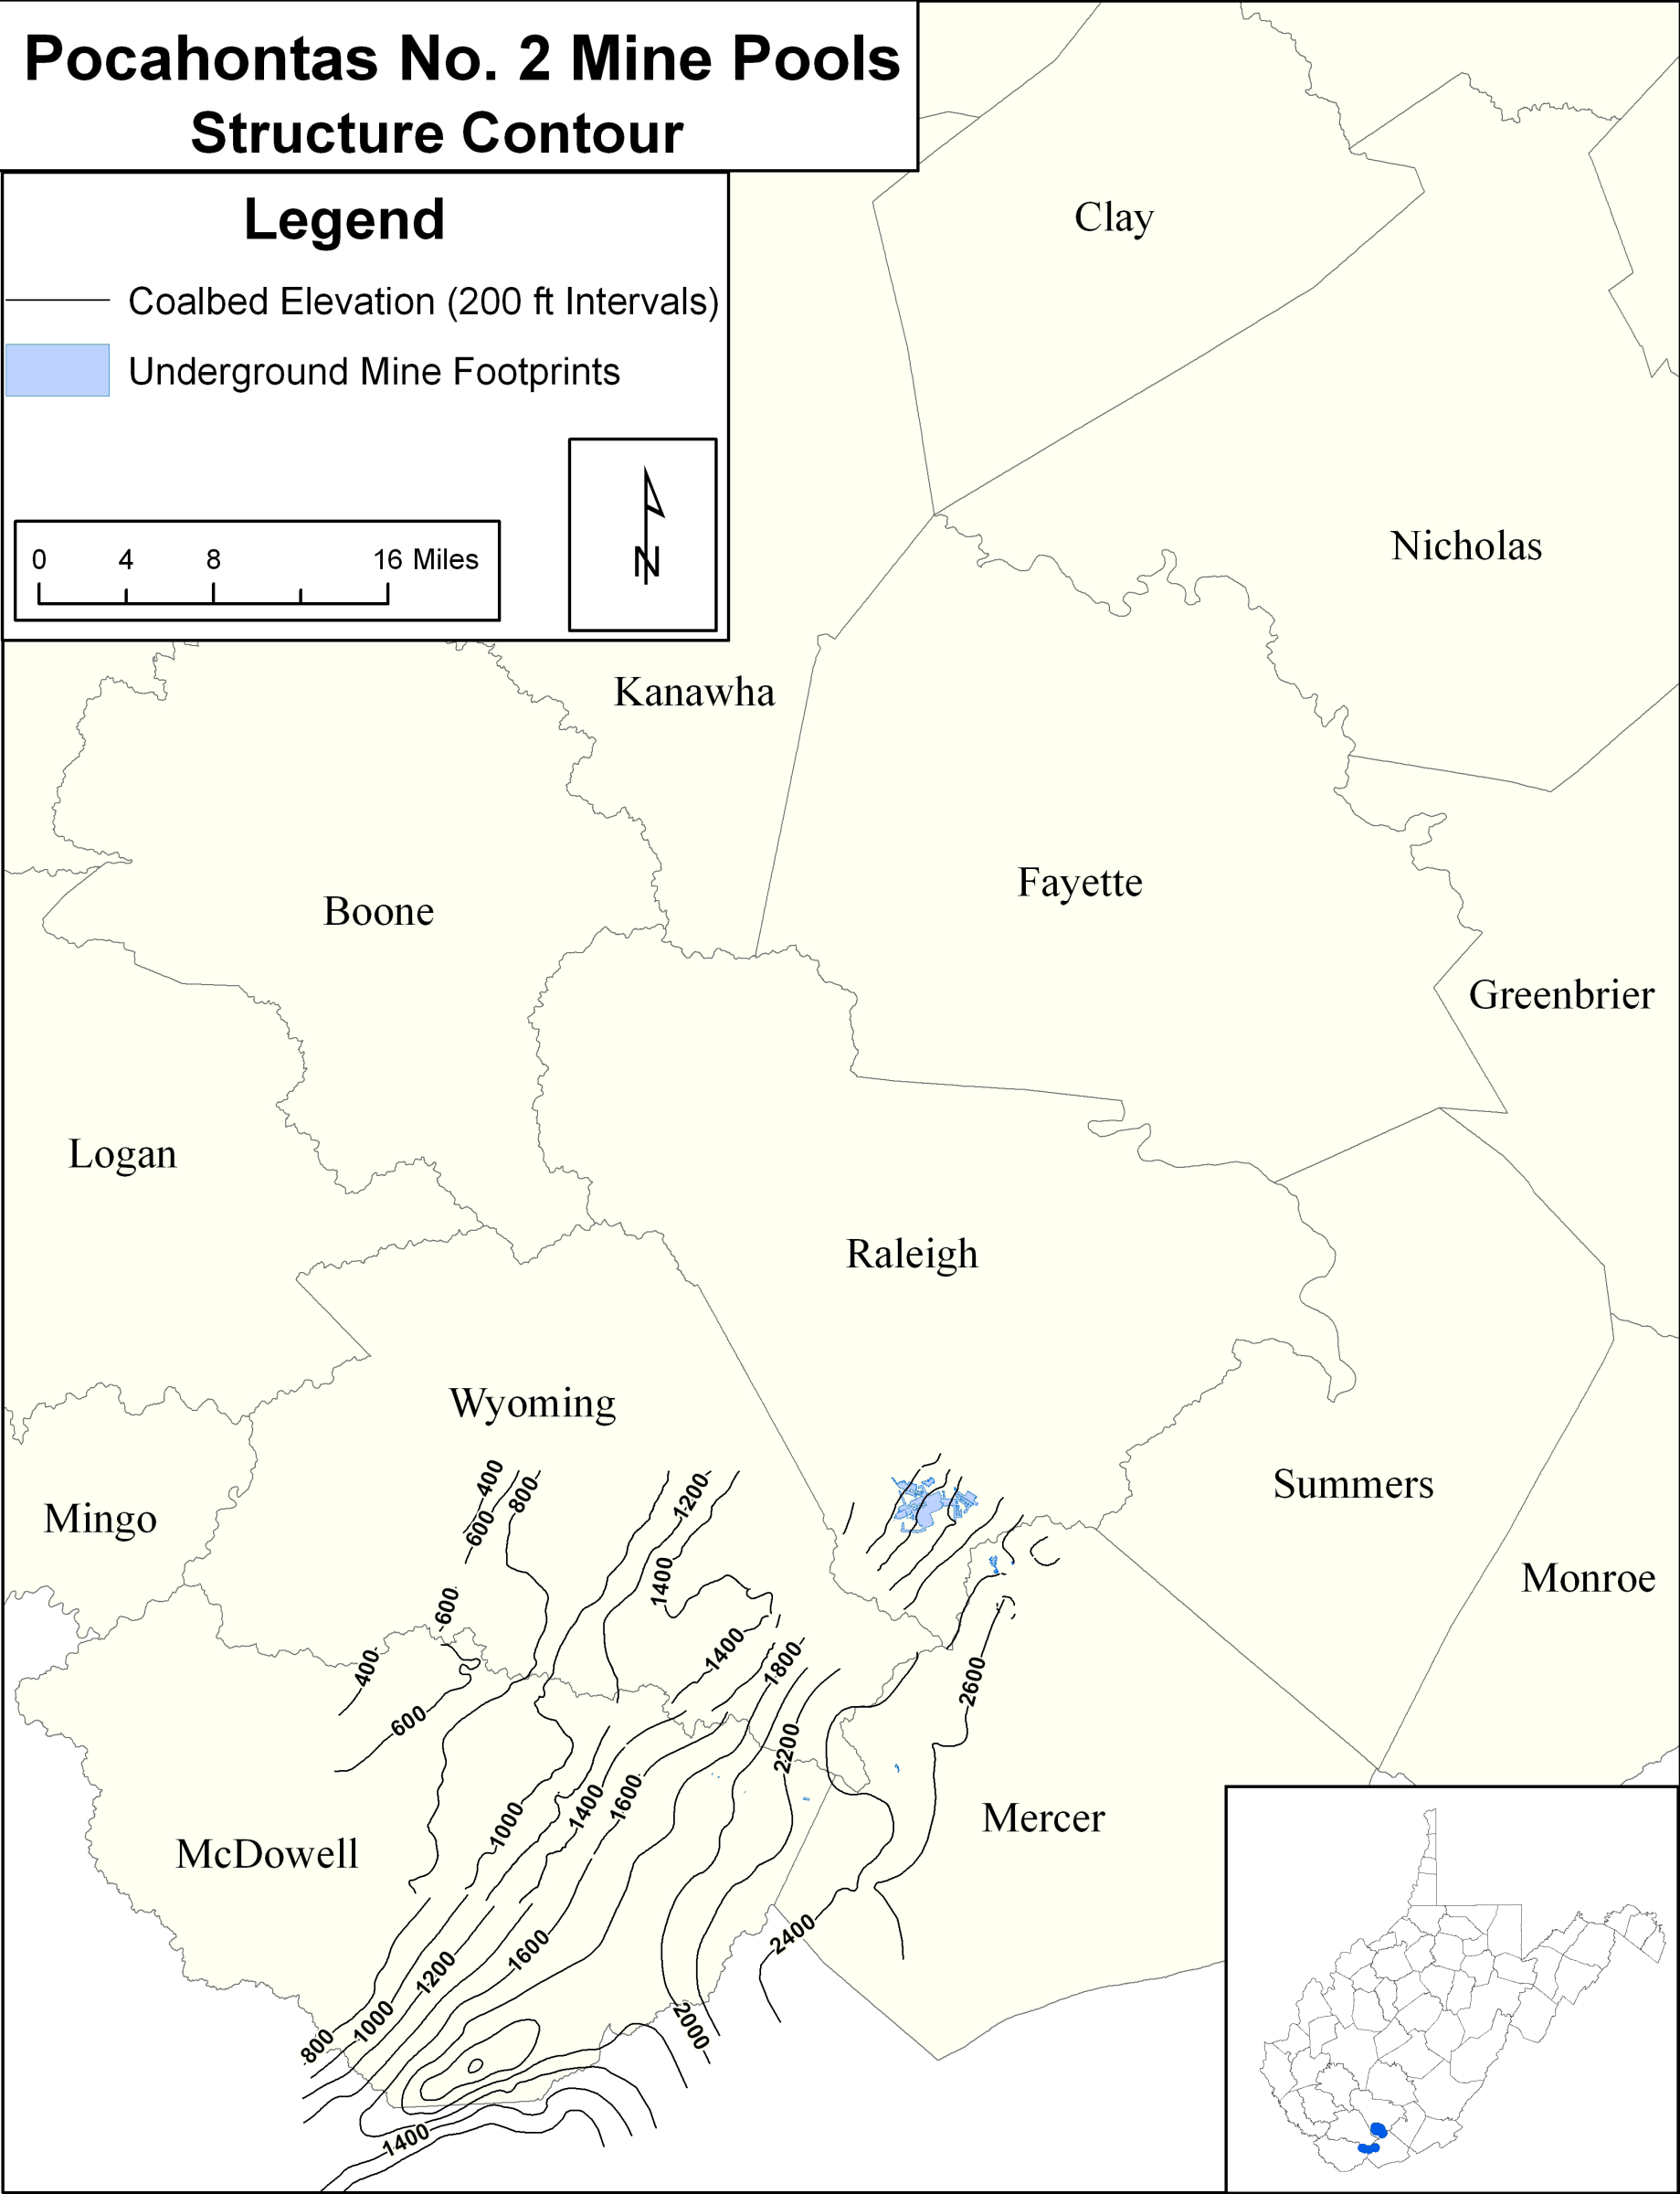 Pocahontas No. 2 Mine Pools
Structure Contour
Legend
Coalbed Elevation (200 ft Intervals)
Underground Mine Footprints
N
0 4 8 16 Miles
Clay
Nicholas
Kanawha
Fayette
Boone
Greenbrier
Logan
Raleigh
Wyoming
Summers
Mingo
Monroe
McDowell
Mercer
400
800
600
1200
1400
600
400
1400
1800
2600
600
2200
1000
1400
1600
2400
1600
1200
1000
800
2000
1400